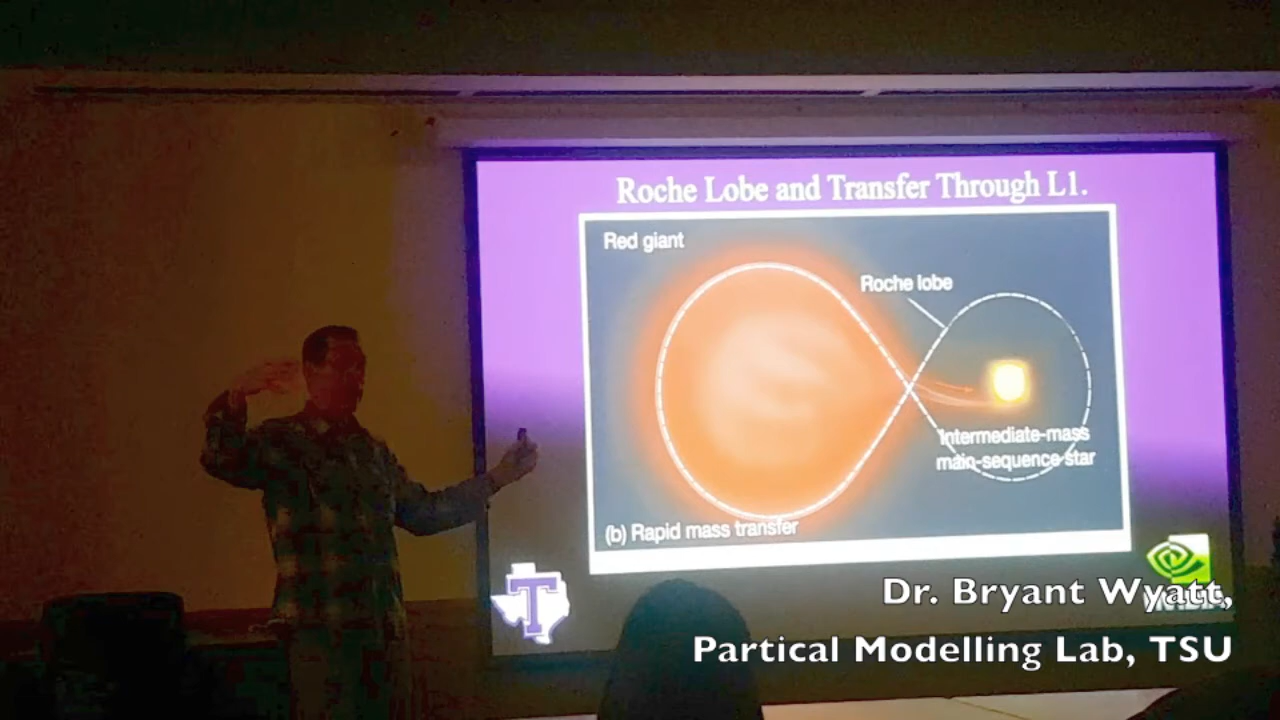 Roche Lobe and Transfer Through L1.
Red giant
Roche lobe
Intermediate-mass
main-sequence star
(b) Rapid mass transfer
T
Dr. Bryant Wyatt,
Partical Modelling Lab, TSU